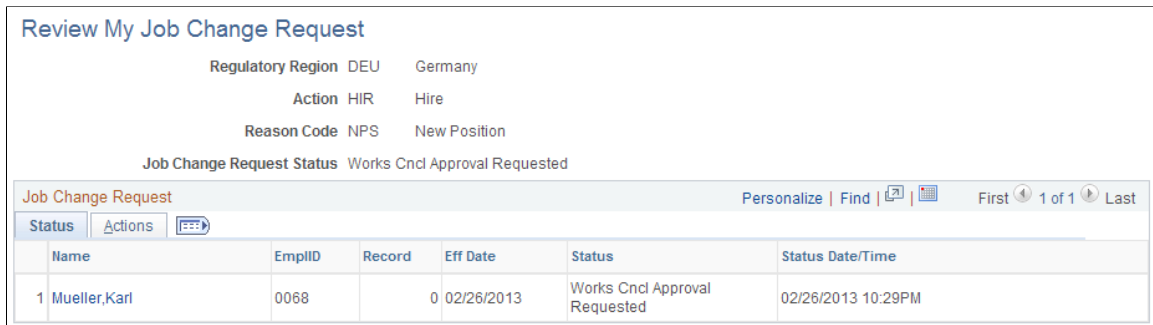 Review My Job Change Request
Regulatory Region DEU Germany
Action HIR Hire
Reason Code NPS New Position
Job Change Request Status Works Cncl Approval Requested
Job Change Request Personalize | Find | | First 1 of 1 Last
Status Actions
Name EmplID Record Eff Date Status Status Date/Time
1 Mueller,Karl 0068 0 02/26/2013 Works Cncl Approval 02/26/2013 10:29PM
Requested